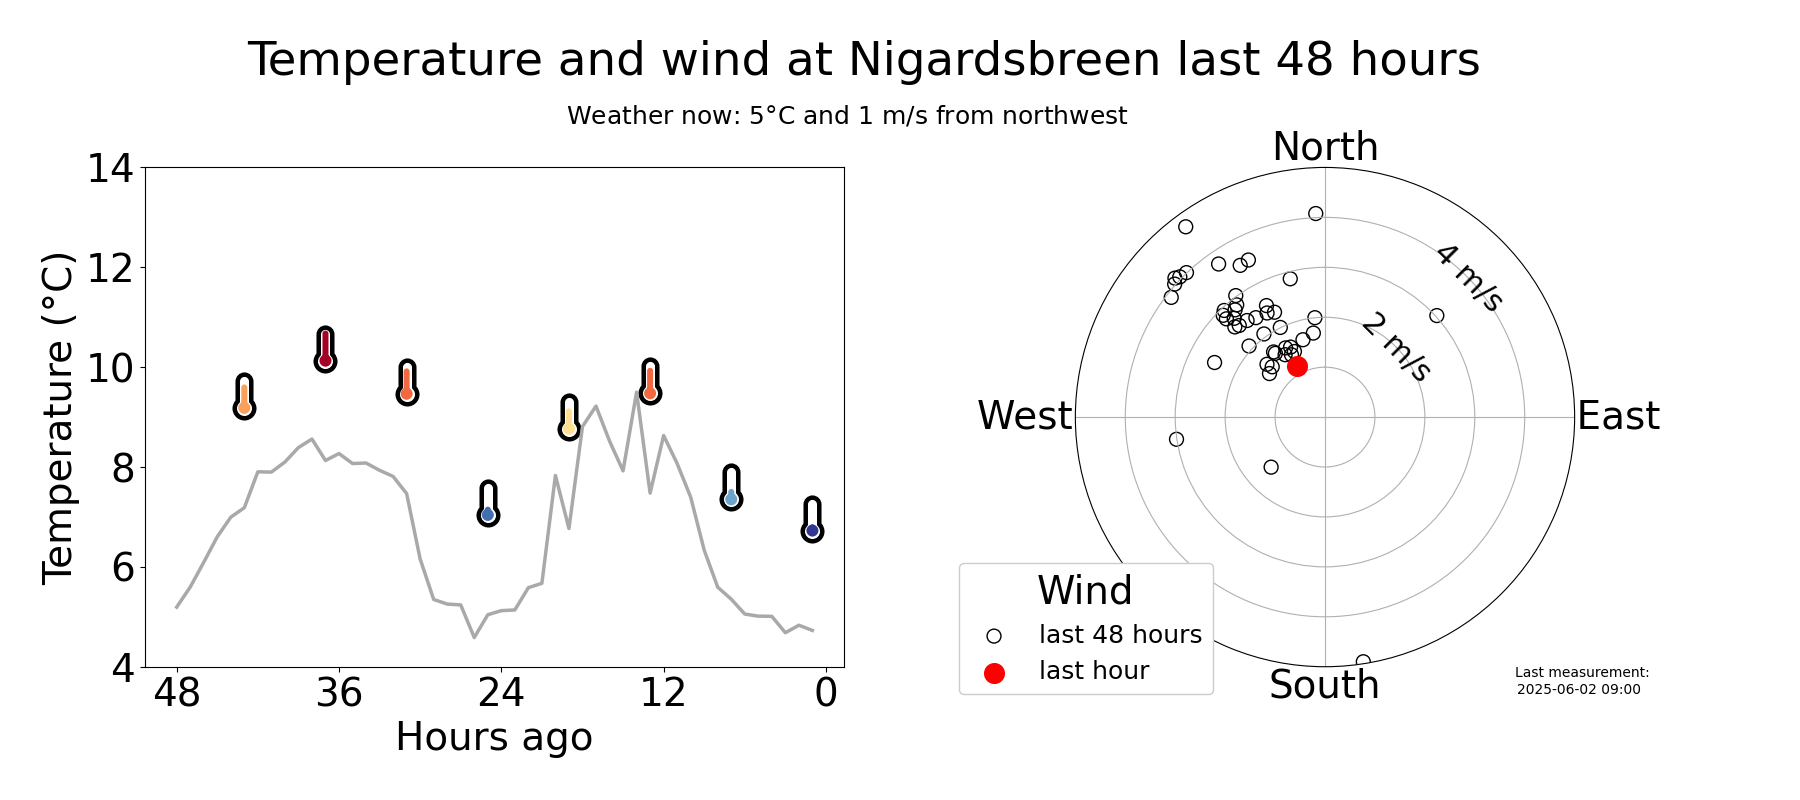 Temperature and wind at Nigardsbreen last 48 hours
Weather now: 5°C and 1 m/s from northwest
Temperature (°C)
14
12
10
8
6
4
48 36 24 12 0
Hours ago
North
4 m/s
2 m/s
West East
South
Wind
last 48 hours
last hour
Last measurement:
2025-06-02 09:00